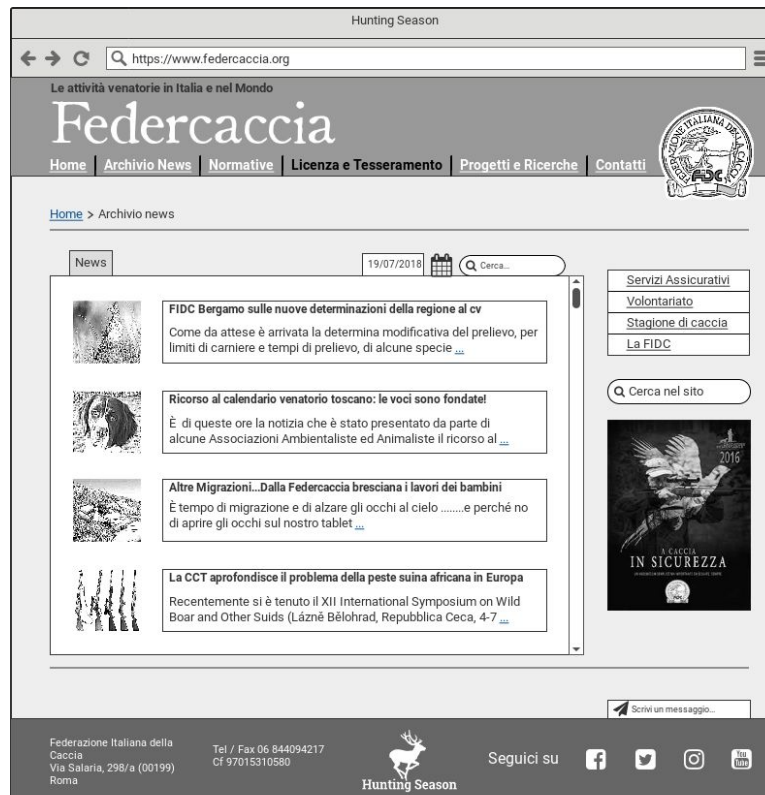 Hunting Season
https://www.federcaccia.org
Le attività venatorie in Italia e nel Mondo
Federcaccia
Home Archivio News Normative Licenza e Tesseramento Progetti e Ricerche Contatti
FEDERAZIONE ITALIANA DELLA CACCIA
FIDC
Home > Archivio news
News
19/07/2018
Cerca...
FIDC Bergamo sulle nuove determinazioni della regione al cv
Come da attese è arrivata la determina modificativa del prelievo, per
limiti di carniere e tempi di prelievo, di alcune specie ...
Ricorso al calendario venatorio toscano: le voci sono fondate!
È di queste ore la notizia che è stato presentato da parte di
alcune Associazioni Ambientaliste ed Animaliste il ricorso al ...
Altre Migrazioni...Dalla Federcaccia bresciana i lavori dei bambini
È tempo di migrazione e di alzare gli occhi al cielo ........e perché no
di aprire gli occhi sul nostro tablet ...
La CCT aprofondisce il problema della peste suina africana in Europa
Recentemente si è tenuto il XII International Symposium on Wild
Boar and Other Suids (Lázně Bělohrad, Repubblica Ceca, 4-7 ...
Servizi Assicurativi
Volontariato
Stagione di caccia
La FIDC
Cerca nel sito
2016
A CACCIA
IN SICUREZZA
Scrivi un messaggio...
Federazione Italiana della
Caccia
Via Salaria, 298/a (00199)
Roma
Tel / Fax 06 844094217
Cf 97015310580
Hunting Season
Seguici su
You
Tube